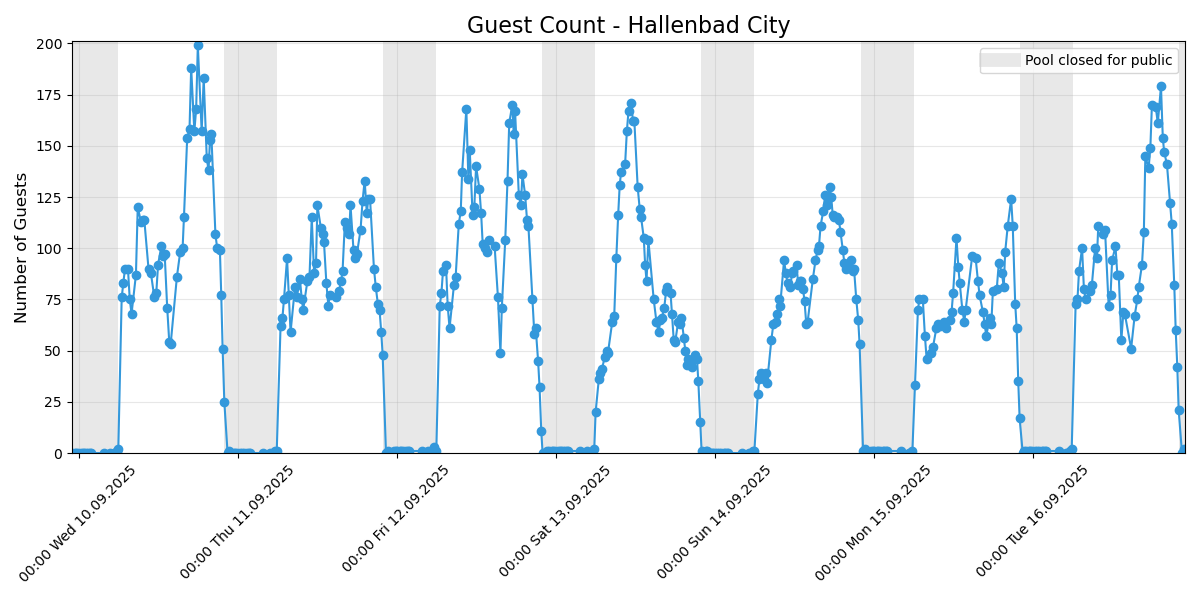 Guest Count - Hallenbad City
Pool closed for public
Number of Guests
200
175
150
125
100
75
50
25
0
00:00 Wed 10.09.2025
00:00 Thu 11.09.2025
00:00 Fri 12.09.2025
00:00 Sat 13.09.2025
00:00 Sun 14.09.2025
00:00 Mon 15.09.2025
00:00 Tue 16.09.2025